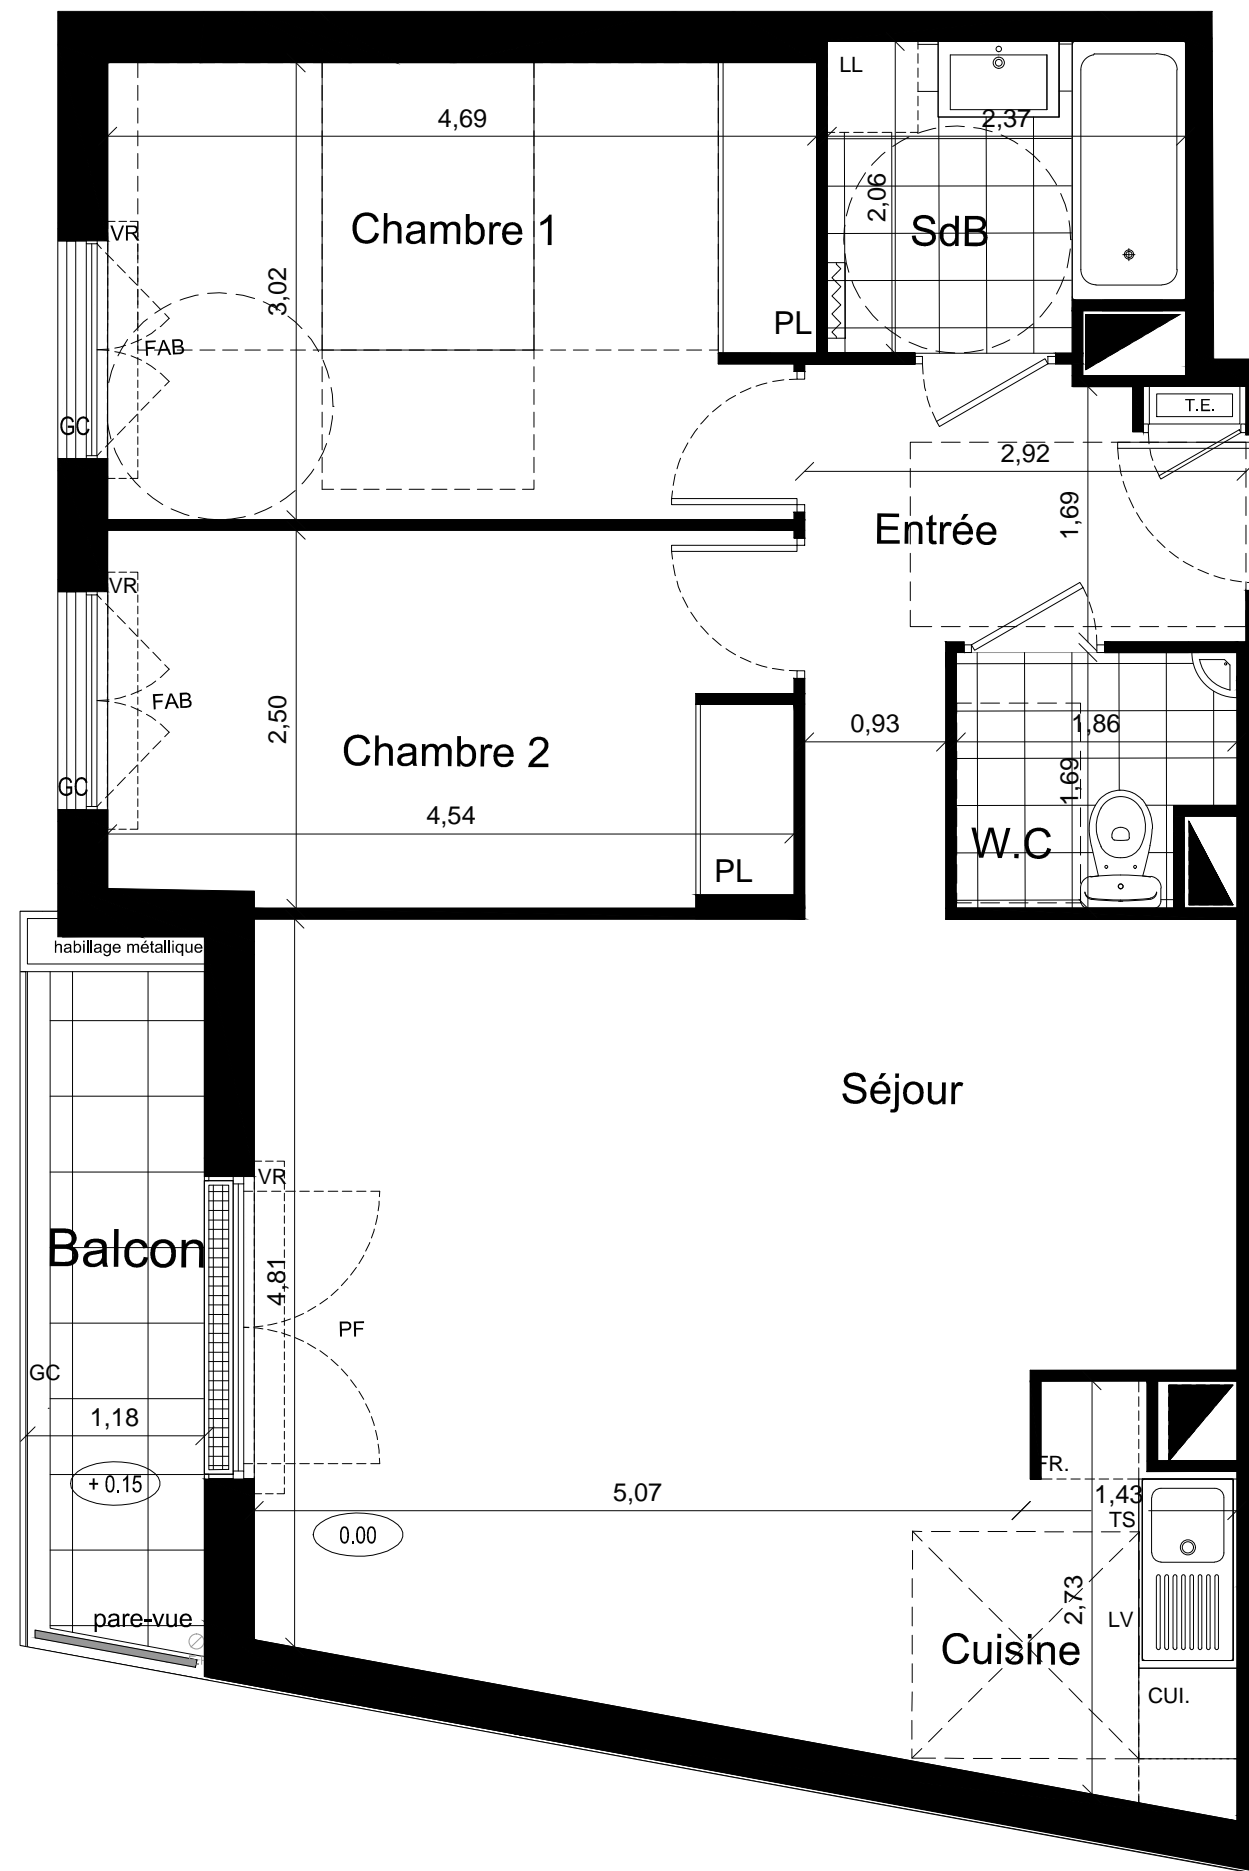 LL
4,69
2,37
2,06
Chambre 1
SdB
VR
3,02
PL
FAB
T.E.
GC
2,92
1,69
Entrée
VR
FAB
2,50
0,93
1,86
Chambre 2
1,69
GC
4,54
W.C
PL
habillage métallique
Séjour
VR
Balcon
4,81
PF
GC
1,18
FR.
+ 0.15
5,07
1,43
TS
0.00
2,73
pare-vue
LV
Cuisine
CUI.